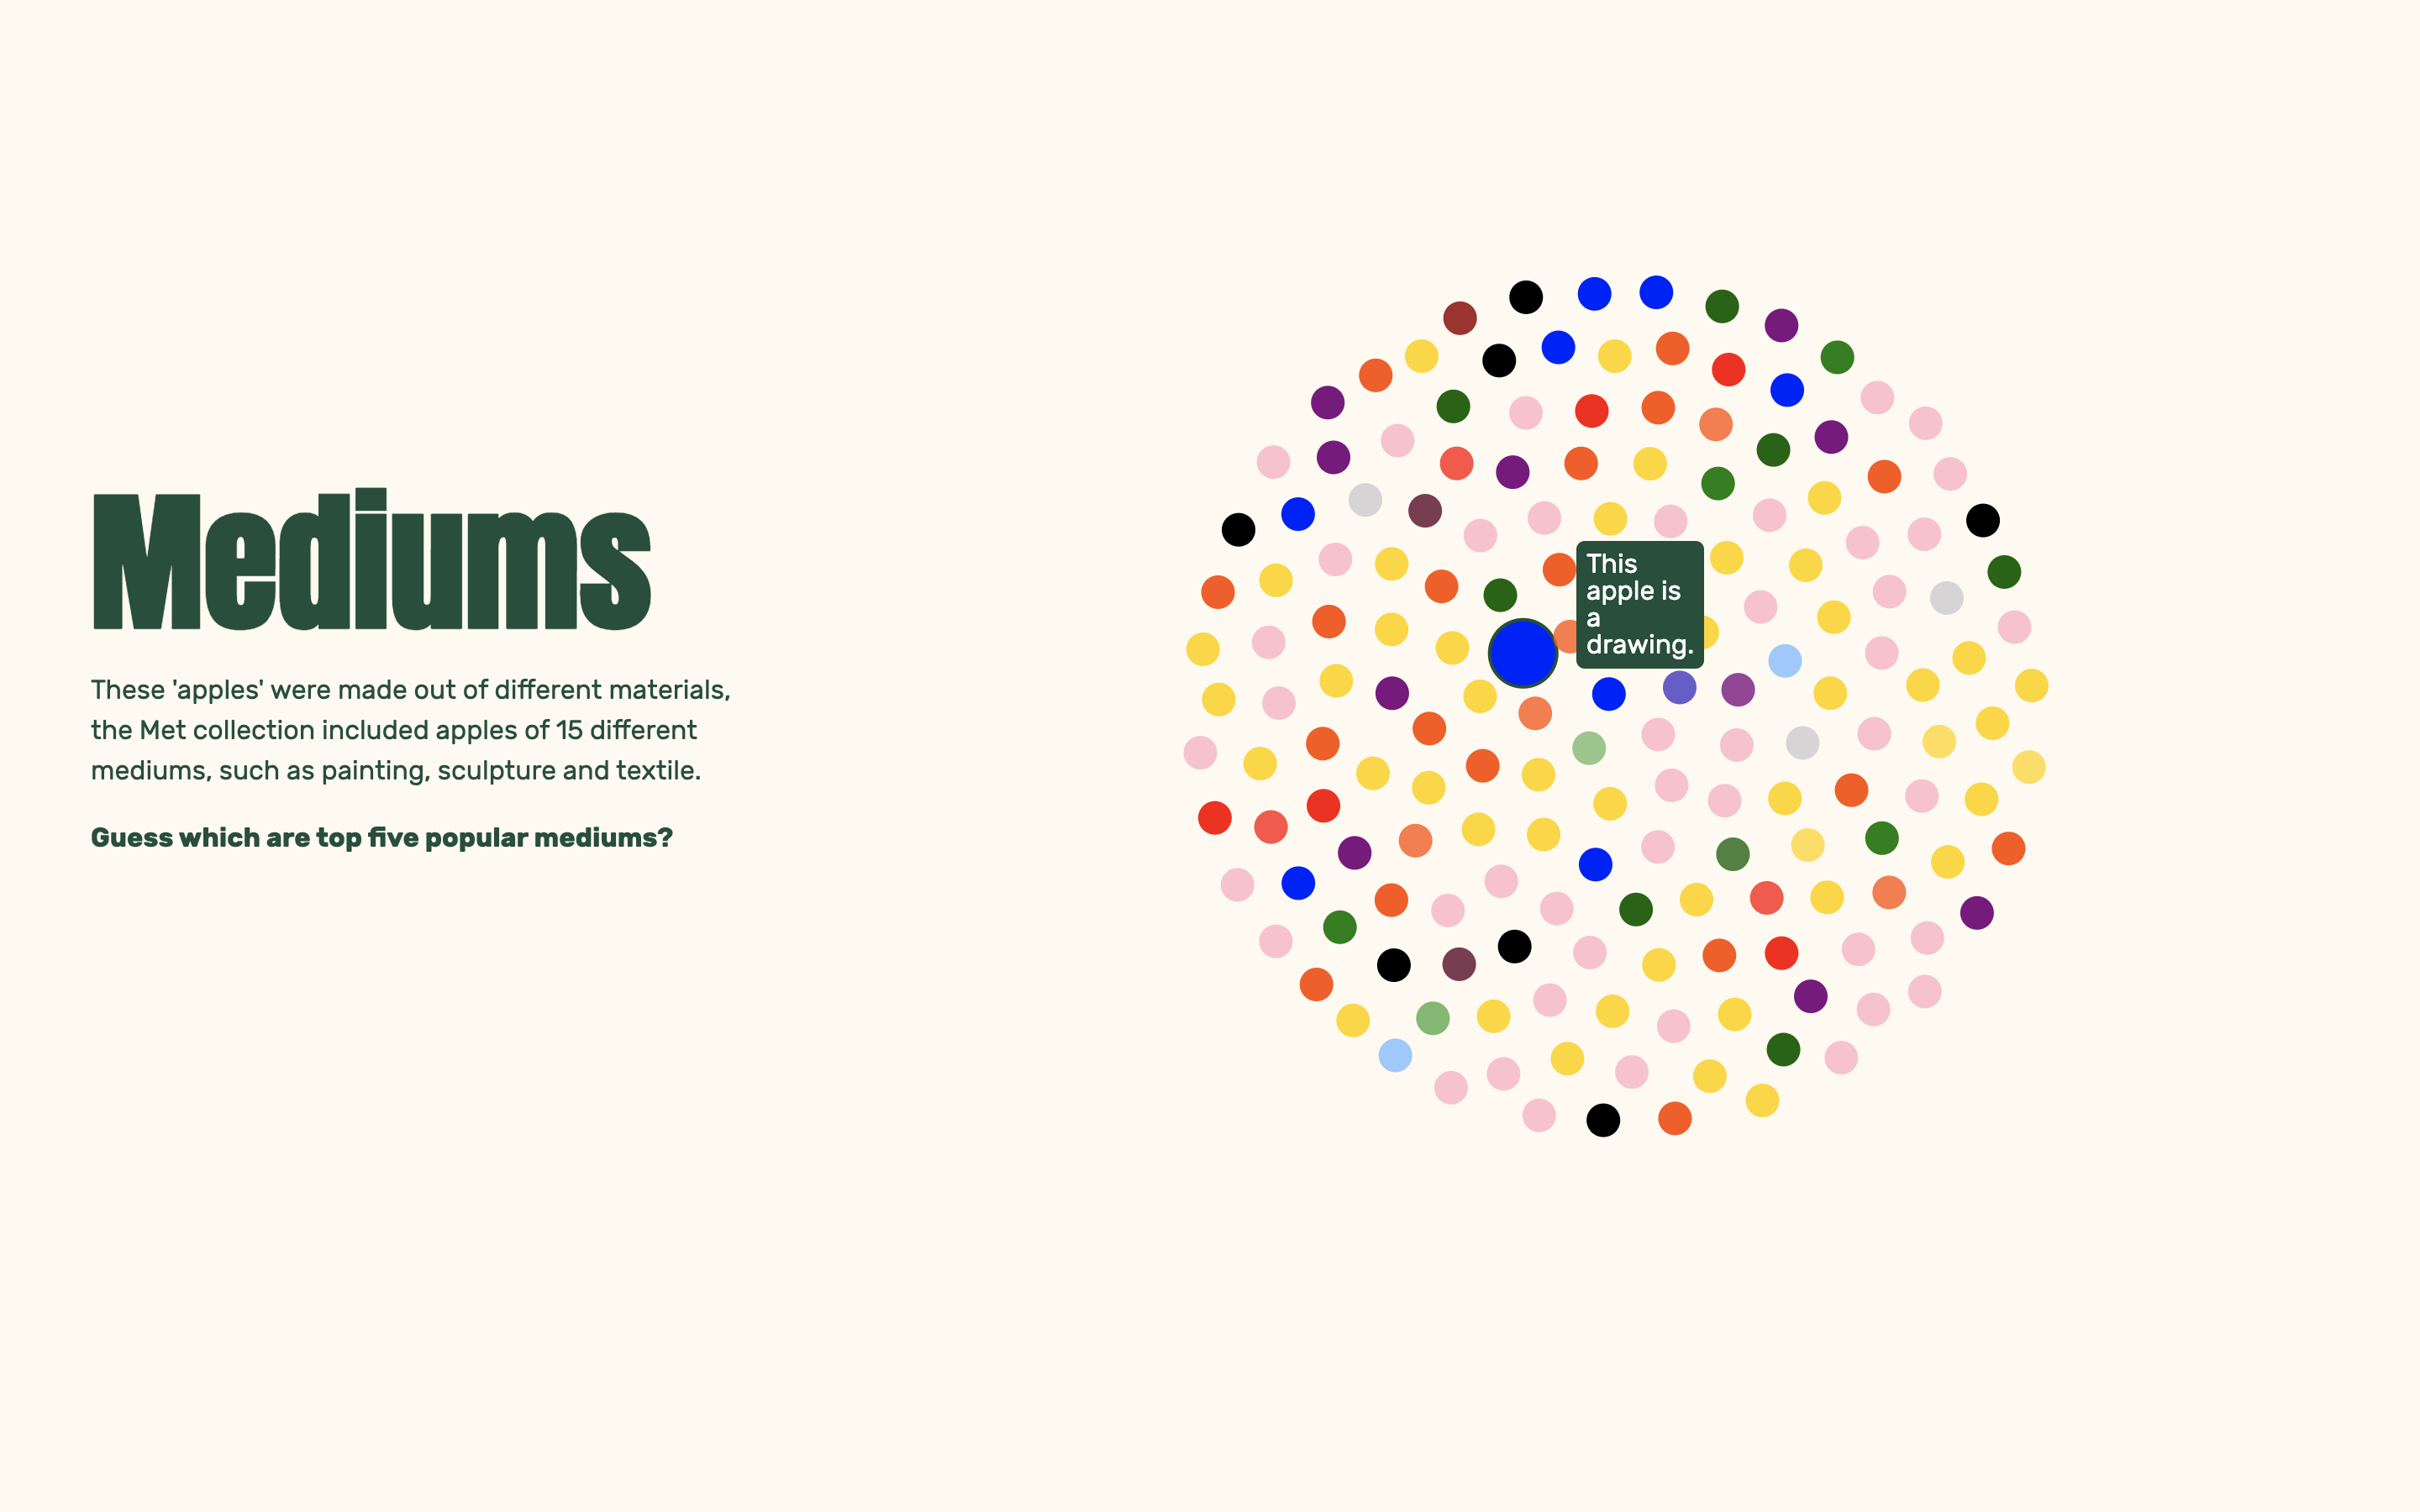 Mediums
These 'apples' were made out of different materials,
the Met collection included apples of 15 different
mediums, such as painting, sculpture and textile.
Guess which are top five popular mediums?
This
apple is
a
drawing.